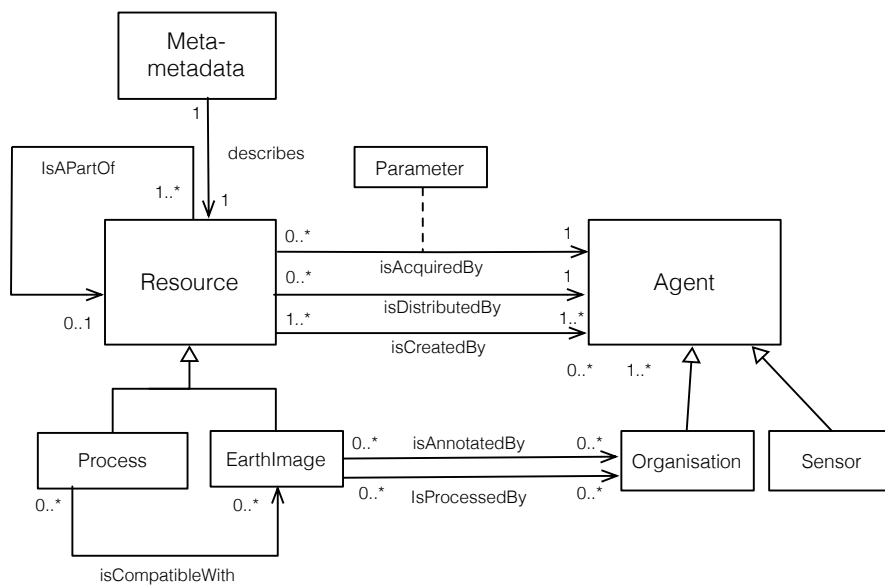 Meta-
metadata
1
describes
IsAPartOf
1..*
1
Parameter
0..*
1
isAcquiredBy
Resource
0..*
1
isDistributedBy
Agent
0..1
1..*
1..*
isCreatedBy
0..*
1..*
Process
EarthImage
0..*
isAnnotatedBy
0..*
Organisation
Sensor
0..*
0..*
0..*
IsProcessedBy
0..*
isCompatibleWith